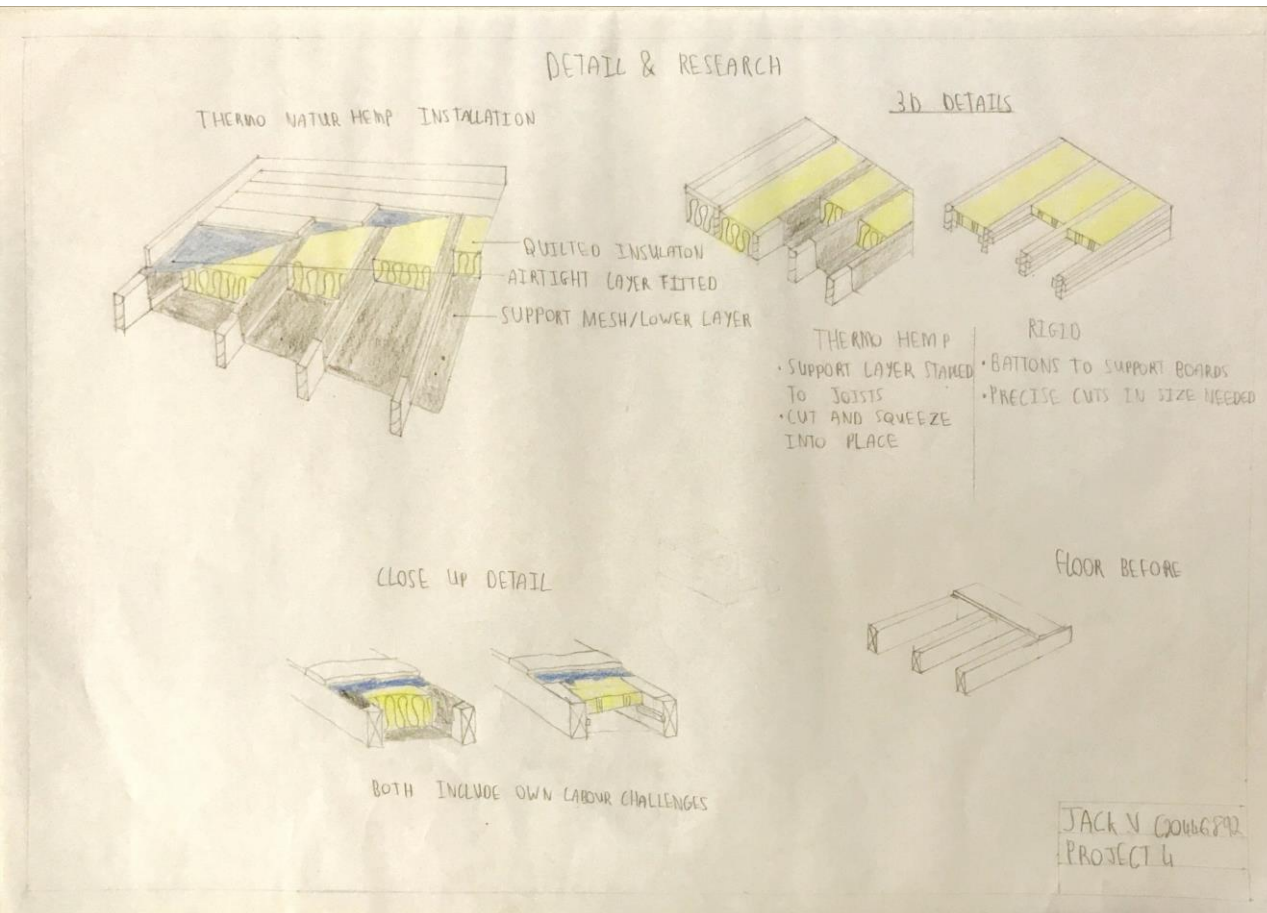 DETAIL & RESEARCH
THERMO NATUR HEMP INSTALLATION
QUILTED INSULATON
AIRTIGHT LAYER FITTED
SUPPORT MESH/LOWER LAYER
3D DETAILS
THERMO HEMP
• SUPPORT LAYER STAPLED
TO JOISTS
• CUT AND SQUEEZE
INTO PLACE
RIGID
• BATTONS TO SUPPORT BOARDS
• PRECISE CUTS IN SIZE NEEDED
CLOSE UP DETAIL
BOTH INCLUDE OWN LABOUR CHALLENGES
FLOOR BEFORE
JACK V C20446892
PROJECT 4